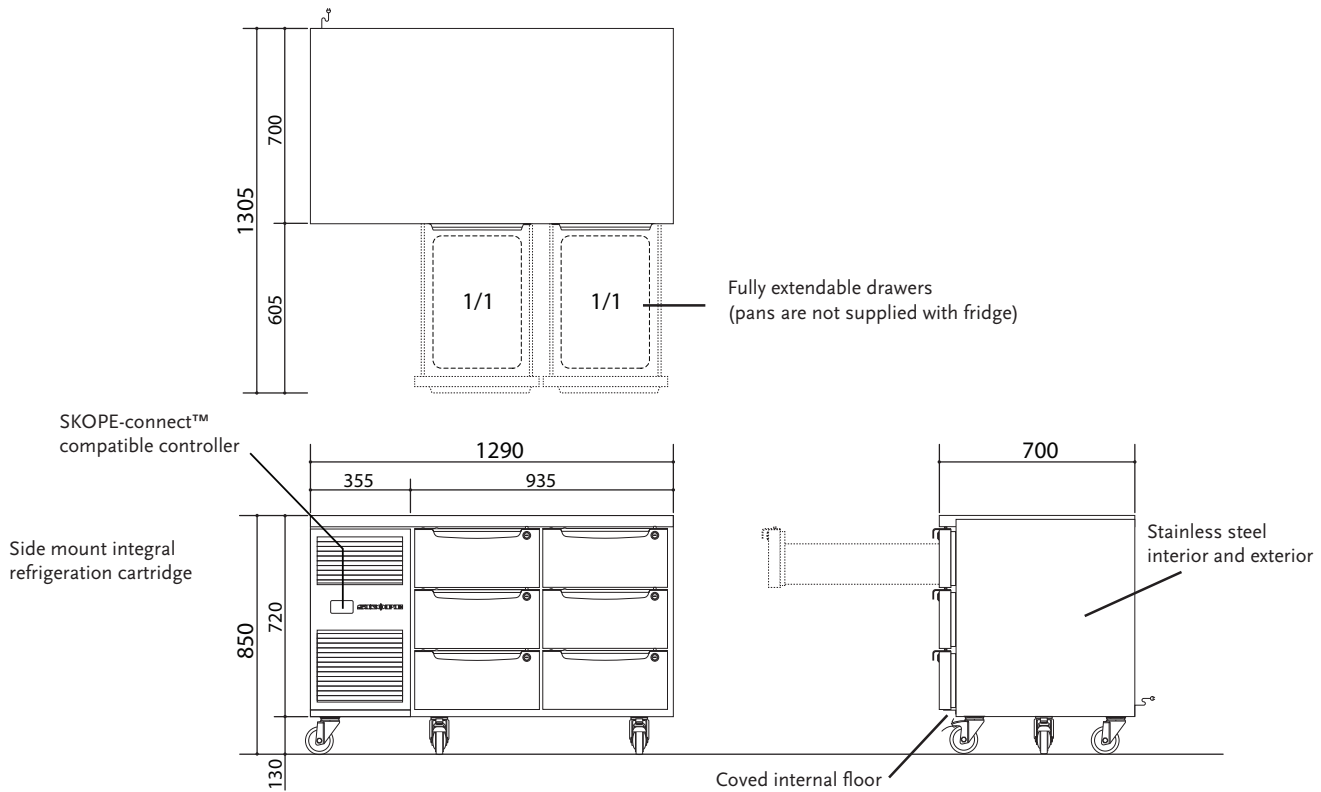 700
1305
605
1/1
1/1
Fully extendable drawers
(pans are not supplied with fridge)
SKOPE-connect™
compatible controller
1290
700
355
935
Side mount integral
refrigeration cartridge
Stainless steel
interior and exterior
SKOPE
720
850
130
Coved internal floor